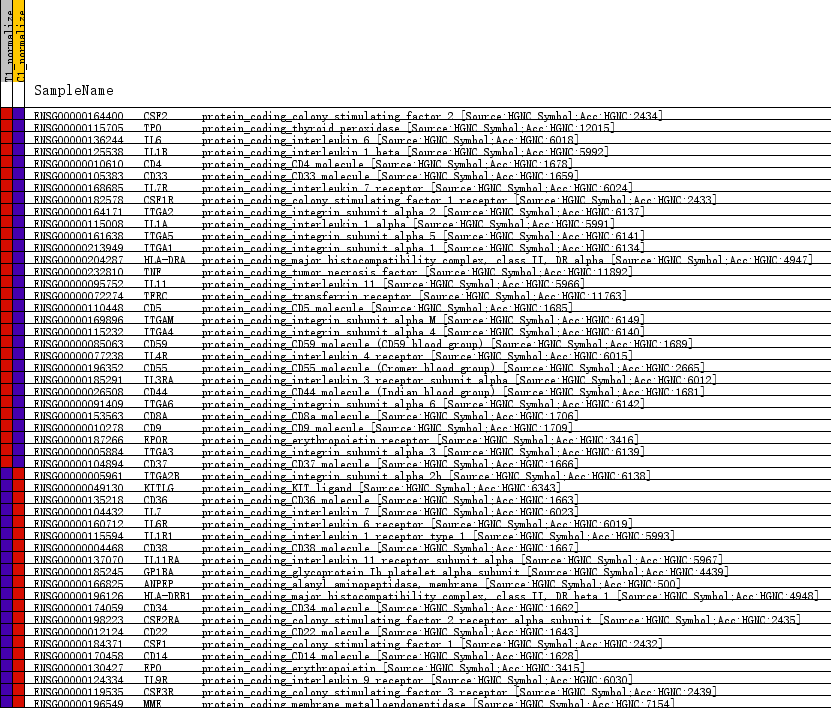 T1_normalize
C1_normalize
SampleName
ENSG00000164400 CSF2 protein_coding_colony stimulating factor 2 [Source:HGNC Symbol;Acc:HGNC:2434]
ENSG00000115705 TPO protein_coding_thyroid peroxidase [Source:HGNC Symbol;Acc:HGNC:12015]
ENSG00000136244 IL6 protein_coding_interleukin 6 [Source:HGNC Symbol;Acc:HGNC:6018]
ENSG00000125538 IL1B protein_coding_interleukin 1 beta [Source:HGNC Symbol;Acc:HGNC:5992]
ENSG00000010610 CD4 protein_coding_CD4 molecule [Source:HGNC Symbol;Acc:HGNC:1678]
ENSG00000105383 CD33 protein_coding_CD33 molecule [Source:HGNC Symbol;Acc:HGNC:1659]
ENSG00000168685 IL7R protein_coding_interleukin 7 receptor [Source:HGNC Symbol;Acc:HGNC:6024]
ENSG00000182578 CSF1R protein_coding_colony stimulating factor 1 receptor [Source:HGNC Symbol;Acc:HGNC:2433]
ENSG00000164171 ITGA2 protein_coding_integrin subunit alpha 2 [Source:HGNC Symbol;Acc:HGNC:6137]
ENSG00000115008 IL1A protein_coding_interleukin 1 alpha [Source:HGNC Symbol;Acc:HGNC:5991]
ENSG00000161638 ITGA5 protein_coding_integrin subunit alpha 5 [Source:HGNC Symbol;Acc:HGNC:6141]
ENSG00000213949 ITGA1 protein_coding_integrin subunit alpha 1 [Source:HGNC Symbol;Acc:HGNC:6134]
ENSG00000204287 HLA-DRA protein_coding_major histocompatibility complex, class II, DR alpha [Source:HGNC Symbol;Acc:HGNC:4947]
ENSG00000232810 TNF protein_coding_tumor necrosis factor [Source:HGNC Symbol;Acc:HGNC:11892]
ENSG00000095752 IL11 protein_coding_interleukin 11 [Source:HGNC Symbol;Acc:HGNC:5966]
ENSG00000072274 TFRC protein_coding_transferrin receptor [Source:HGNC Symbol;Acc:HGNC:11763]
ENSG00000110448 CD5 protein_coding_CD5 molecule [Source:HGNC Symbol;Acc:HGNC:1685]
ENSG00000169896 ITGAM protein_coding_integrin subunit alpha M [Source:HGNC Symbol;Acc:HGNC:6149]
ENSG00000115232 ITGA4 protein_coding_integrin subunit alpha 4 [Source:HGNC Symbol;Acc:HGNC:6140]
ENSG00000085063 CD59 protein_coding_CD59 molecule (CD59 blood group) [Source:HGNC Symbol;Acc:HGNC:1689]
ENSG00000077238 IL4R protein_coding_interleukin 4 receptor [Source:HGNC Symbol;Acc:HGNC:6015]
ENSG00000196352 CD55 protein_coding_CD55 molecule (Cromer blood group) [Source:HGNC Symbol;Acc:HGNC:2665]
ENSG00000185291 IL3RA protein_coding_interleukin 3 receptor subunit alpha [Source:HGNC Symbol;Acc:HGNC:6012]
ENSG00000026508 CD44 protein_coding_CD44 molecule (Indian blood group) [Source:HGNC Symbol;Acc:HGNC:1681]
ENSG00000091409 ITGA6 protein_coding_integrin subunit alpha 6 [Source:HGNC Symbol;Acc:HGNC:6142]
ENSG00000153563 CD8A protein_coding_CD8a molecule [Source:HGNC Symbol;Acc:HGNC:1706]
ENSG00000010278 CD9 protein_coding_CD9 molecule [Source:HGNC Symbol;Acc:HGNC:1709]
ENSG00000187266 EPOR protein_coding_erythropoietin receptor [Source:HGNC Symbol;Acc:HGNC:3416]
ENSG00000005884 ITGA3 protein_coding_integrin subunit alpha 3 [Source:HGNC Symbol;Acc:HGNC:6139]
ENSG00000104894 CD37 protein_coding_CD37 molecule [Source:HGNC Symbol;Acc:HGNC:1666]
ENSG00000005961 ITGA2B protein_coding_integrin subunit alpha 2b [Source:HGNC Symbol;Acc:HGNC:6138]
ENSG00000049130 KITLG protein_coding_KIT ligand [Source:HGNC Symbol;Acc:HGNC:6343]
ENSG00000135218 CD36 protein_coding_CD36 molecule [Source:HGNC Symbol;Acc:HGNC:1663]
ENSG00000104432 IL7 protein_coding_interleukin 7 [Source:HGNC Symbol;Acc:HGNC:6023]
ENSG00000160712 IL6R protein_coding_interleukin 6 receptor [Source:HGNC Symbol;Acc:HGNC:6019]
ENSG00000115594 IL1R1 protein_coding_interleukin 1 receptor type 1 [Source:HGNC Symbol;Acc:HGNC:5993]
ENSG00000004468 CD38 protein_coding_CD38 molecule [Source:HGNC Symbol;Acc:HGNC:1667]
ENSG00000137070 IL11RA protein_coding_interleukin 11 receptor subunit alpha [Source:HGNC Symbol;Acc:HGNC:5967]
ENSG00000185245 GP1BA protein_coding_glycoprotein Ib platelet alpha subunit [Source:HGNC Symbol;Acc:HGNC:4439]
ENSG00000166825 ANPEP protein_coding_alanyl aminopeptidase, membrane [Source:HGNC Symbol;Acc:HGNC:500]
ENSG00000196126 HLA-DRB1 protein_coding_major histocompatibility complex, class II, DR beta 1 [Source:HGNC Symbol;Acc:HGNC:4948]
ENSG00000174059 CD34 protein_coding_CD34 molecule [Source:HGNC Symbol;Acc:HGNC:1662]
ENSG00000198223 CSF2RA protein_coding_colony stimulating factor 2 receptor alpha subunit [Source:HGNC Symbol;Acc:HGNC:2435]
ENSG00000012124 CD22 protein_coding_CD22 molecule [Source:HGNC Symbol;Acc:HGNC:1643]
ENSG00000184371 CSF1 protein_coding_colony stimulating factor 1 [Source:HGNC Symbol;Acc:HGNC:2432]
ENSG00000170458 CD14 protein_coding_CD14 molecule [Source:HGNC Symbol;Acc:HGNC:1628]
ENSG00000130427 EPO protein_coding_erythropoietin [Source:HGNC Symbol;Acc:HGNC:3415]
ENSG00000124334 IL9R protein_coding_interleukin 9 receptor [Source:HGNC Symbol;Acc:HGNC:6030]
ENSG00000119535 CSF3R protein_coding_colony stimulating factor 3 receptor [Source:HGNC Symbol;Acc:HGNC:2439]
ENSG00000196549 MME protein_coding_membrane metalloendopeptidase [Source:HGNC Symbol;Acc:HGNC:7154]